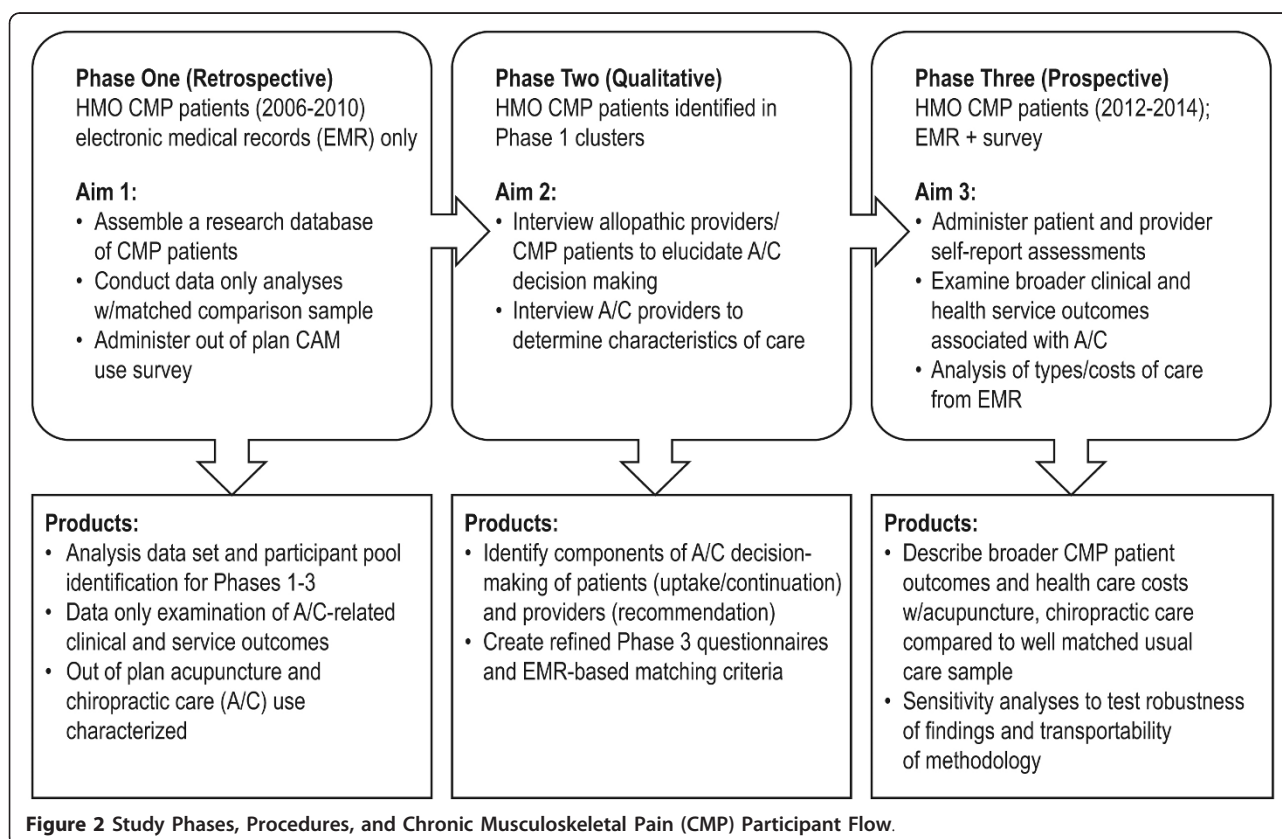 Phase One (Retrospective)
HMO CMP patients (2006-2010)
electronic medical records (EMR) only
Aim 1:
• Assemble a research database
of CMP patients
• Conduct data only analyses
w/matched comparison sample
• Administer out of plan CAM
use survey
Phase Two (Qualitative)
HMO CMP patients identified in
Phase 1 clusters
Aim 2:
• Interview allopathic providers/
CMP patients to elucidate A/C
decision making
• Interview A/C providers to
determine characteristics of care
Phase Three (Prospective)
HMO CMP patients (2012-2014);
EMR + survey
Aim 3:
• Administer patient and provider
self-report assessments
• Examine broader clinical and
health service outcomes
associated with A/C
• Analysis of types/costs of care
from EMR
Products:
• Analysis data set and participant pool
identification for Phases 1-3
• Data only examination of A/C-related
clinical and service outcomes
• Out of plan acupuncture and
chiropractic care (A/C) use
characterized
Products:
• Identify components of A/C decision-
making of patients (uptake/continuation)
and providers (recommendation)
• Create refined Phase 3 questionnaires
and EMR-based matching criteria
Products:
• Describe broader CMP patient
outcomes and health care costs
w/acupuncture, chiropractic care
compared to well matched usual
care sample
• Sensitivity analyses to test robustness
of findings and transportability
of methodology
Figure 2 Study Phases, Procedures, and Chronic Musculoskeletal Pain (CMP) Participant Flow.